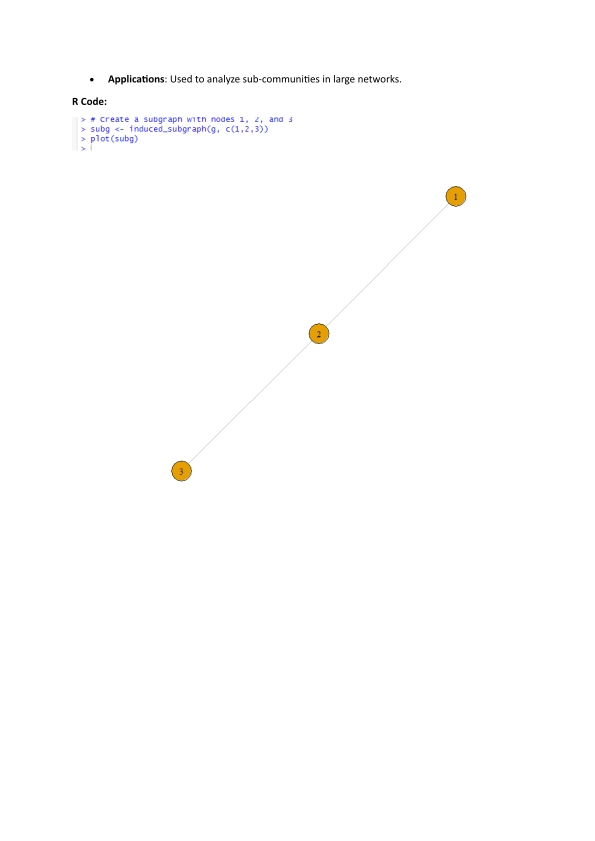 • Applications: Used to analyze sub-communities in large networks.
R Code:
> # Create a subgraph with nodes 1, 2, and 3
> subg <- induced_subgraph(g, c(1,2,3))
> plot(subg)
>
1
2
3